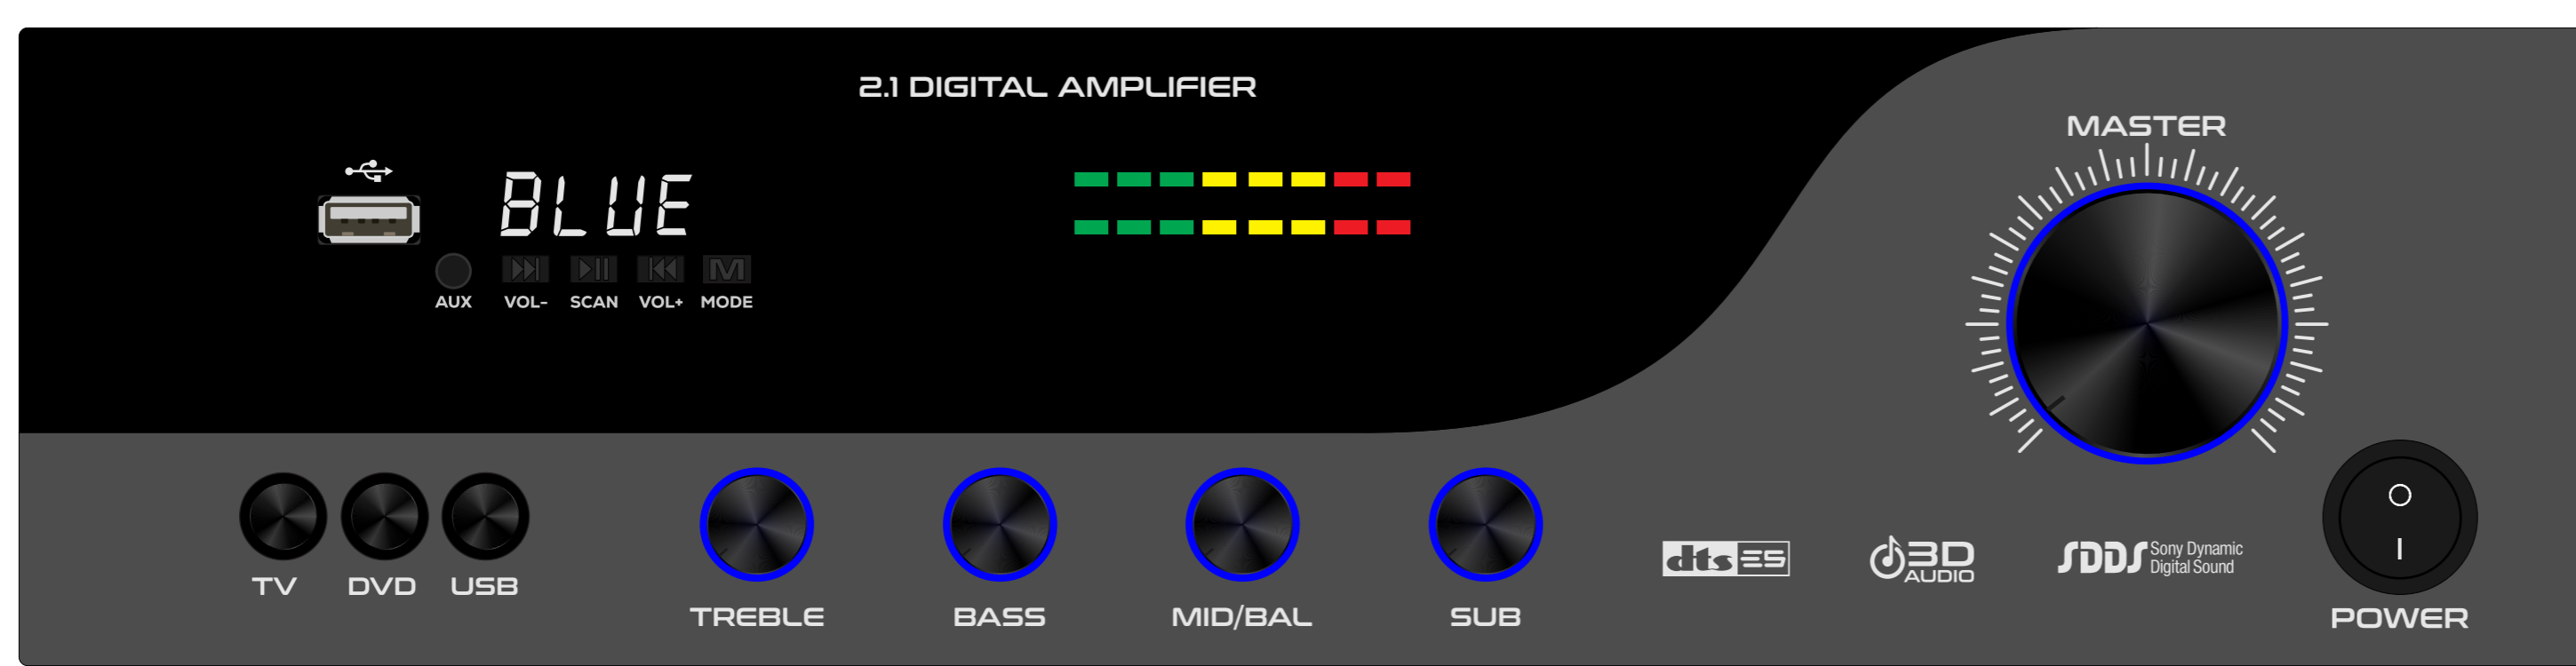 2.1 DIGITAL AMPLIFIER
MASTER
BLUE
M
AUX VOL- SCAN VOL+ MODE
TV DVD USB
TREBLE BASS MID/BAL SUB
dts ES
3D
AUDIO
SDDS Sony Dynamic
Digital Sound
O
I
POWER